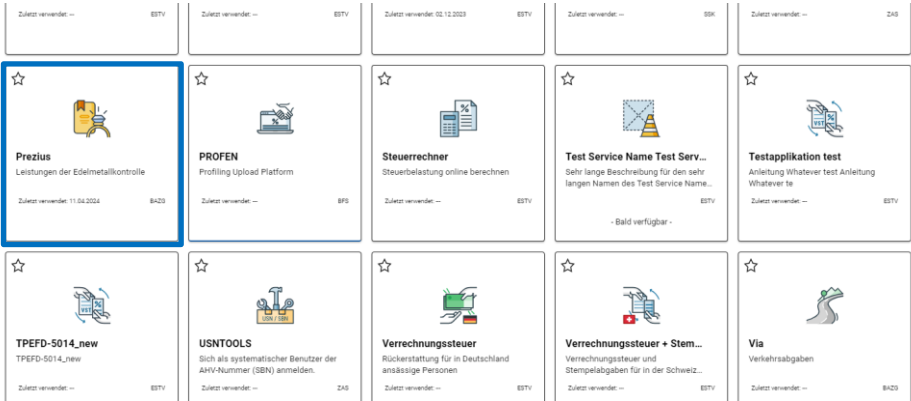 Zuletzt verwendet: — ESTV
Zuletzt verwendet: — ESTV
Zuletzt verwendet: 02.12.2023 ESTV
Zuletzt verwendet: — SSK
Zuletzt verwendet: — ZAS
Prezius
Leistungen der Edelmetallkontrolle
Zuletzt verwendet: 11.04.2024 BAZG
PROFEN
Profiling Upload Platform
Zuletzt verwendet: — BFS
%
Steuerrechner
Steuerbelastung online berechnen
Zuletzt verwendet: — ESTV
Test Service Name Test Serv...
Sehr lange Beschreibung für den sehr
langen Namen des Test Service Name...
ESTV
- Bald verfügbar -
VST %
Testapplikation test
Anleitung Whatever test Anleitung
Whatever te
Zuletzt verwendet: — ESTV
VST %
TPEFD-5014_new
TPEFD-5014_new
Zuletzt verwendet: — ESTV
USN / SBN
USNTOOLS
Sich als systematischer Benutzer der
AHV-Nummer (SBN) anmelden.
Zuletzt verwendet: — ZAS
Verrechnungssteuer
Rückerstattung für in Deutschland
ansässige Personen
Zuletzt verwendet: — ESTV
VST %
Verrechnungssteuer + Stem...
Verrechnungssteuer und
Stempelabgaben für in der Schweiz...
Zuletzt verwendet: — ESTV
Via
Verkehrsabgaben
Zuletzt verwendet: — BAZG